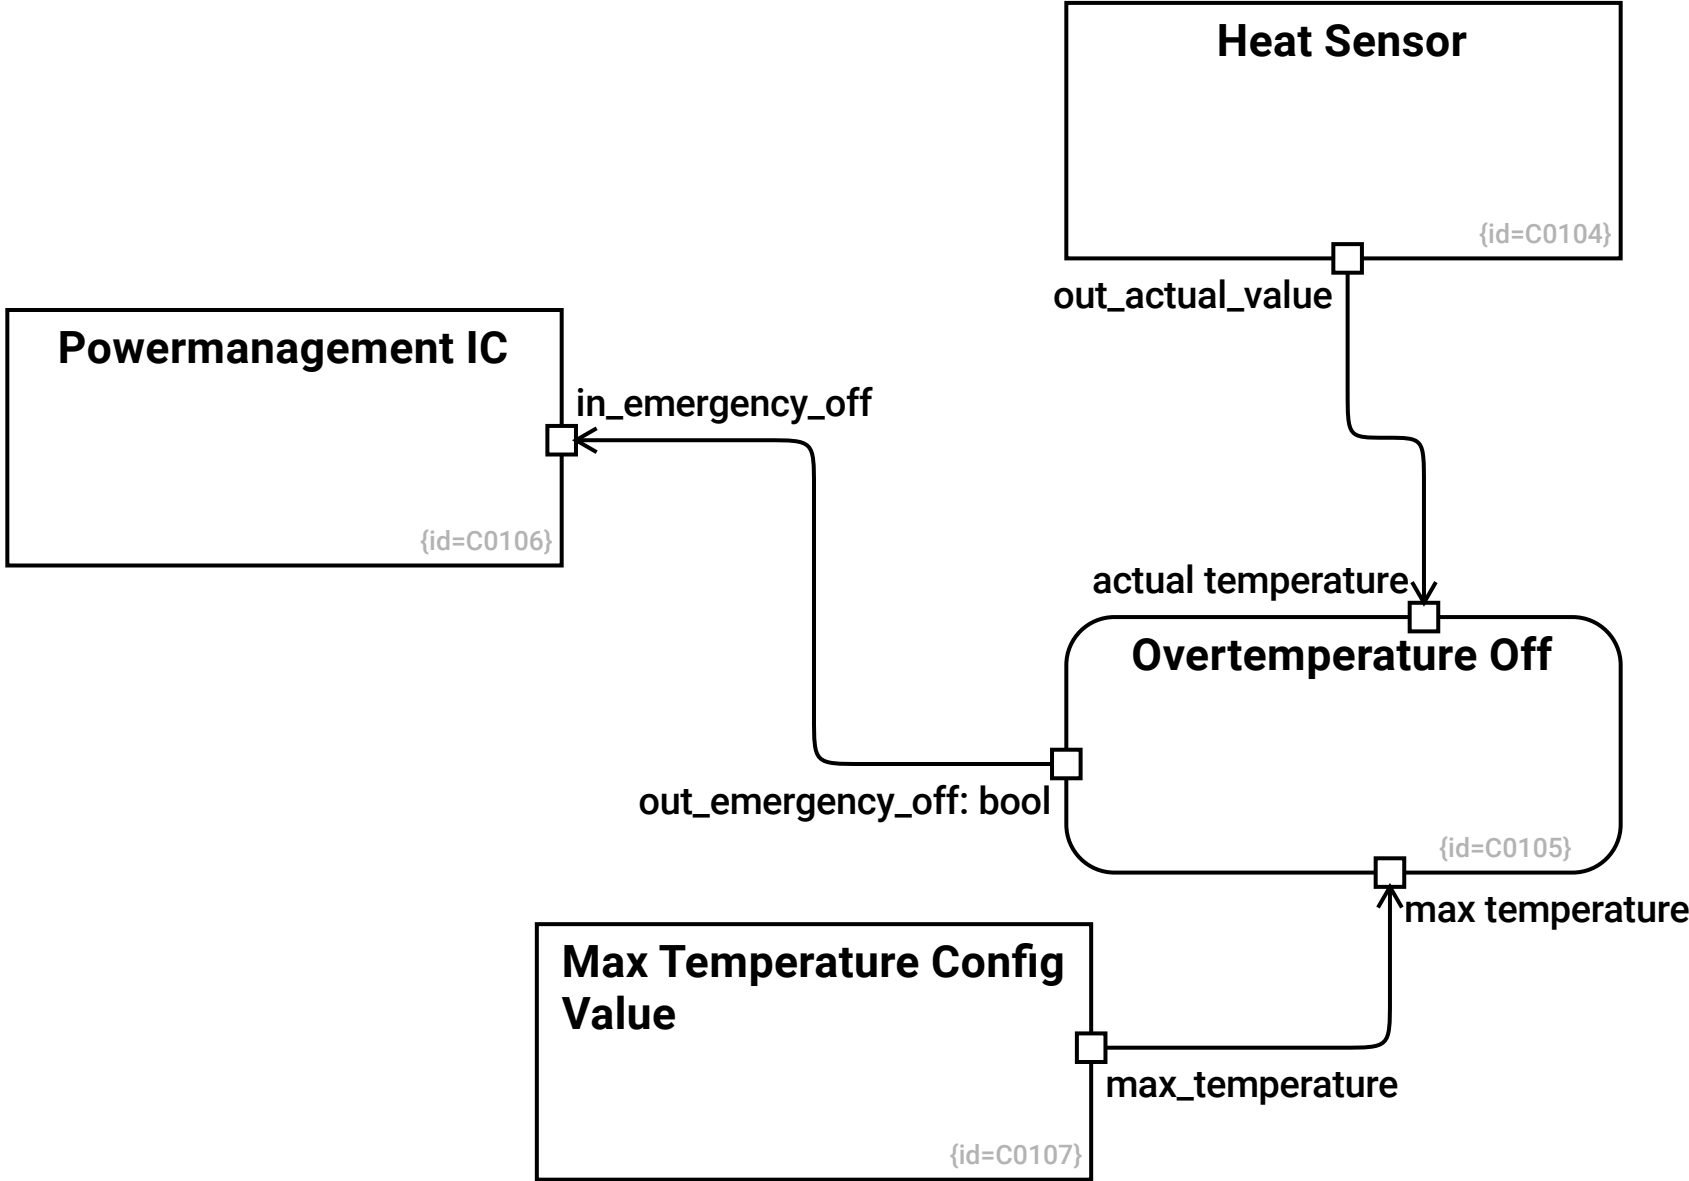 Heat Sensor
{id=C0104}
out_actual_value
Powermanagement IC
in_emergency_off
{id=C0106}
actual temperature
Overtemperature Off
out_emergency_off: bool
{id=C0105}
max temperature
Max Temperature Config
Value
max_temperature
{id=C0107}